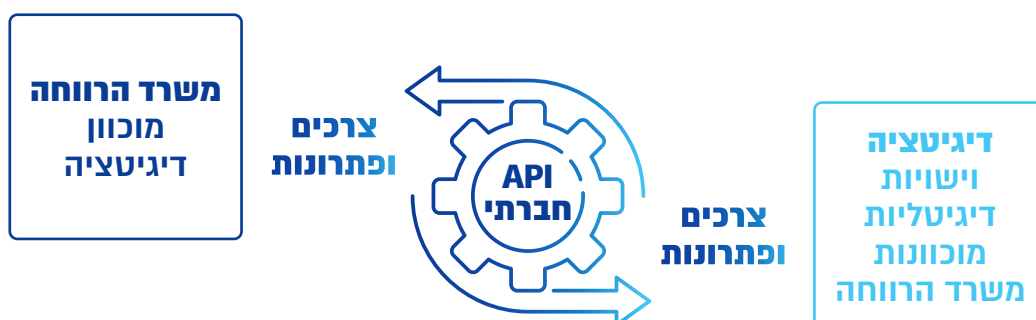 משרד הרווחה
מוכוון
דיגיטציה
צרכים
ופתרונות
API
חברתי
צרכים
ופתרונות
דיגיטציה
וישויות
דיגיטליות
מוכוונות
משרד הרווחה